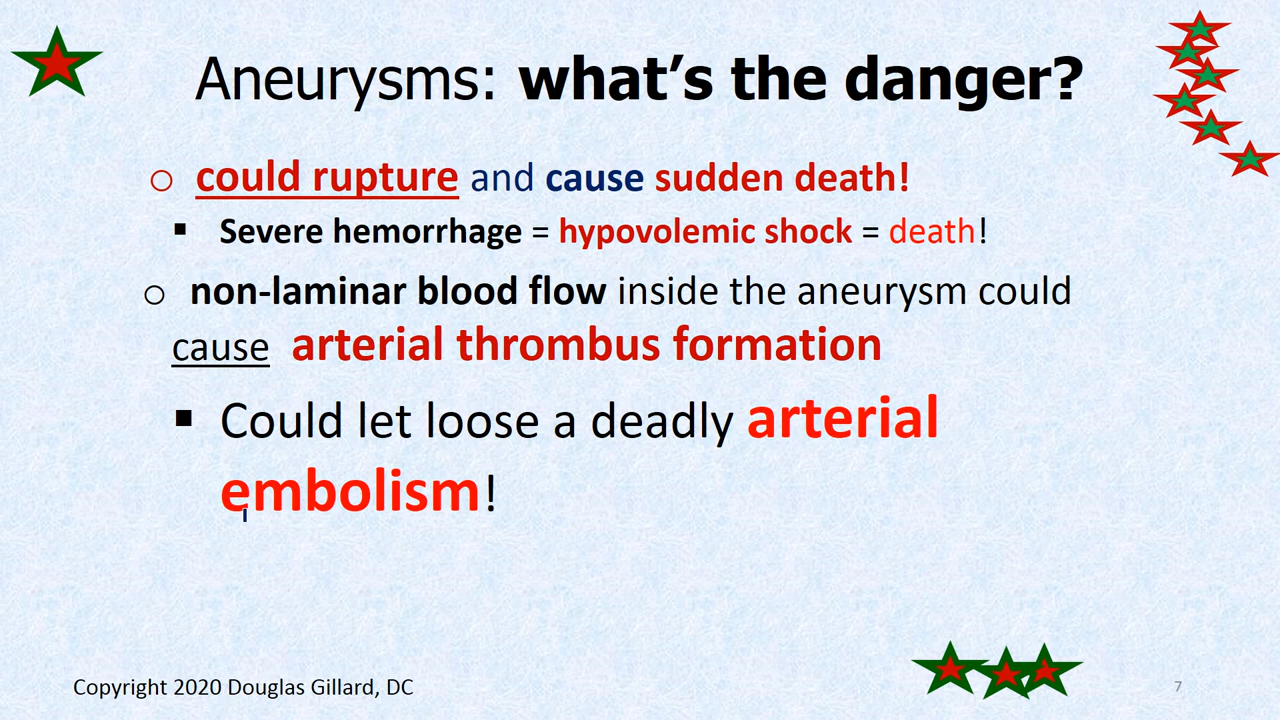 Aneurysms: what's the danger?
○ could rupture and cause sudden death!
▪ Severe hemorrhage = hypovolemic shock = death!
○ non-laminar blood flow inside the aneurysm could
cause arterial thrombus formation
▪ Could let loose a deadly arterial
embolism!
Copyright 2020 Douglas Gillard, DC
7